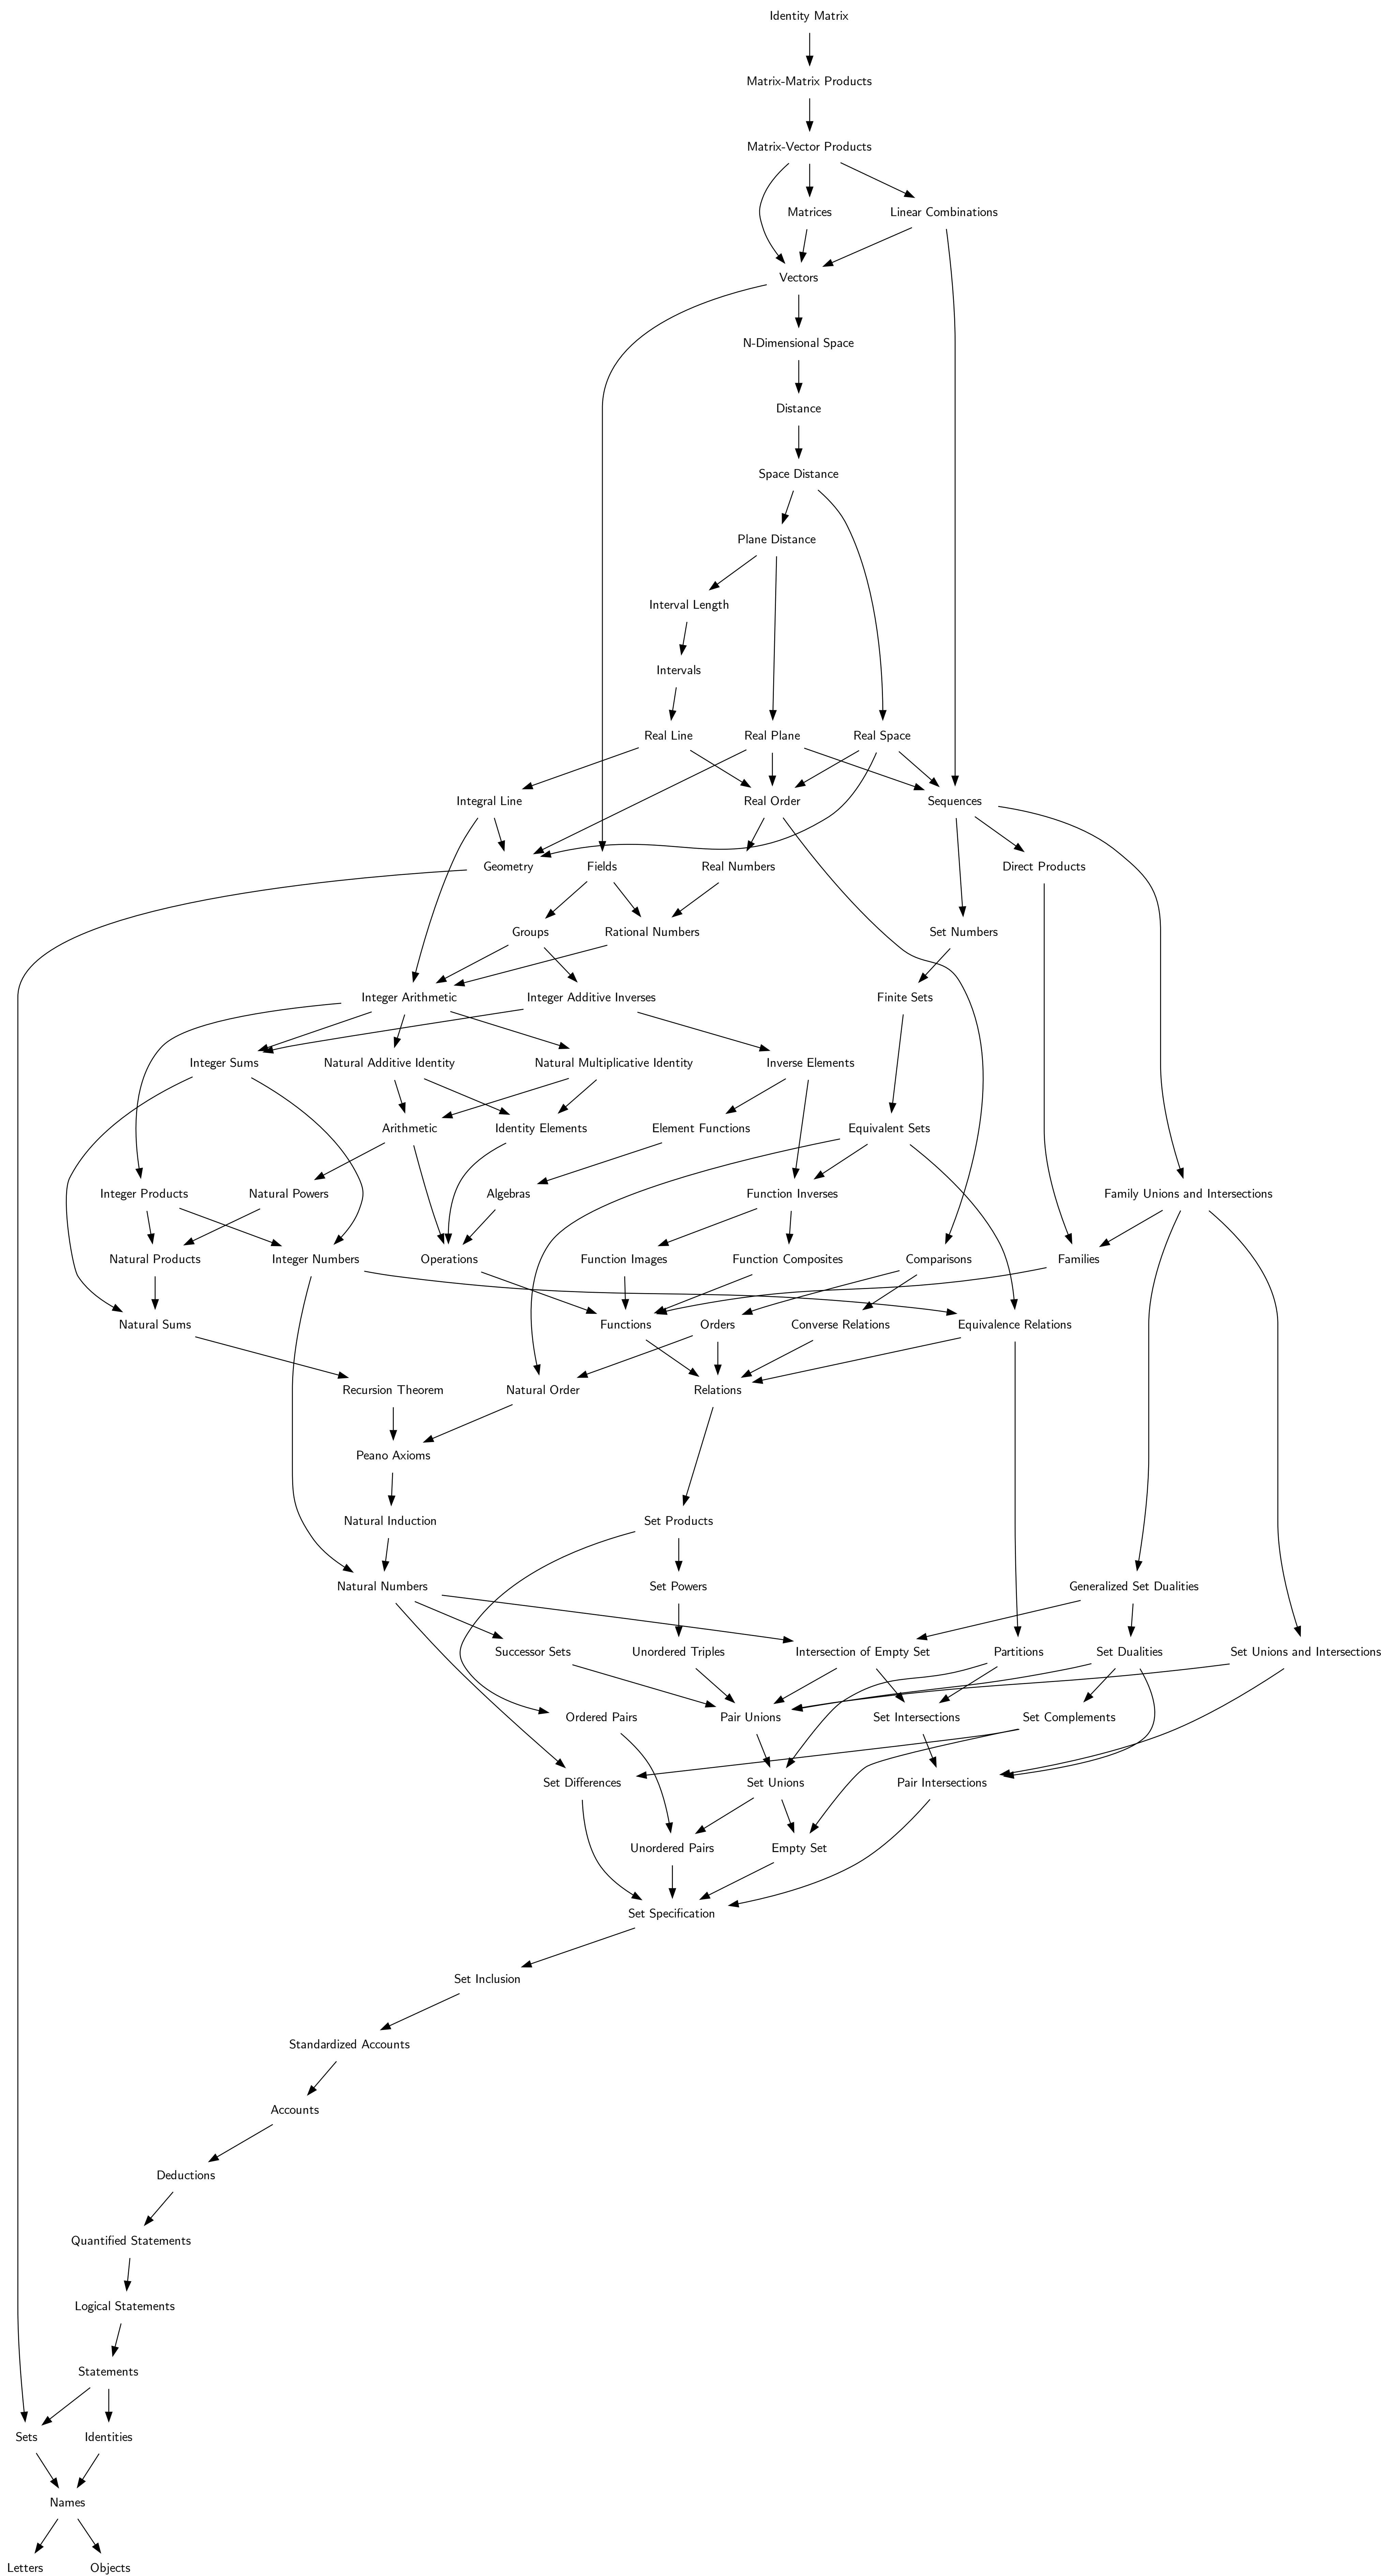 Identity Matrix
Matrix-Matrix Products
Matrix-Vector Products
Matrices
Linear Combinations
Vectors
N-Dimensional Space
Distance
Space Distance
Plane Distance
Interval Length
Intervals
Real Line
Real Plane
Real Space
Integral Line
Real Order
Sequences
Geometry
Fields
Real Numbers
Direct Products
Groups
Rational Numbers
Set Numbers
Integer Arithmetic
Integer Additive Inverses
Finite Sets
Integer Sums
Natural Additive Identity
Natural Multiplicative Identity
Inverse Elements
Arithmetic
Identity Elements
Element Functions
Equivalent Sets
Integer Products
Natural Powers
Algebras
Function Inverses
Family Unions and Intersections
Natural Products
Integer Numbers
Operations
Function Images
Function Composites
Comparisons
Families
Natural Sums
Functions
Orders
Converse Relations
Equivalence Relations
Recursion Theorem
Natural Order
Relations
Peano Axioms
Natural Induction
Set Products
Natural Numbers
Set Powers
Generalized Set Dualities
Successor Sets
Unordered Triples
Intersection of Empty Set
Partitions
Set Dualities
Set Unions and Intersections
Ordered Pairs
Pair Unions
Set Intersections
Set Complements
Set Differences
Set Unions
Pair Intersections
Unordered Pairs
Empty Set
Set Specification
Set Inclusion
Standardized Accounts
Accounts
Deductions
Quantified Statements
Logical Statements
Statements
Sets
Identities
Names
Letters
Objects